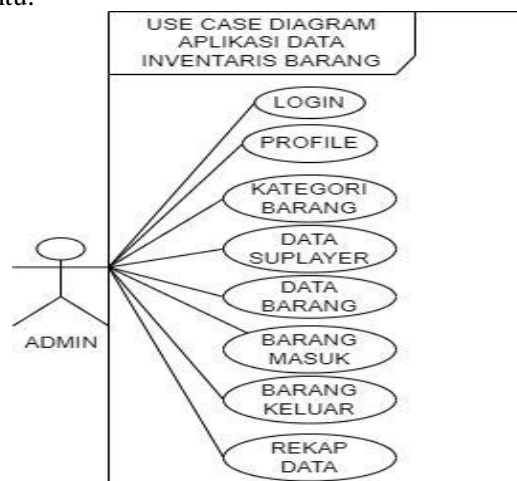 USE CASE DIAGRAM
APLIKASI DATA
INVENTARIS BARANG
LOGIN
PROFILE
KATEGORI
BARANG
DATA
SUPLAYER
DATA
BARANG
ADMIN
BARANG
MASUK
BARANG
KELUAR
REKAP
DATA